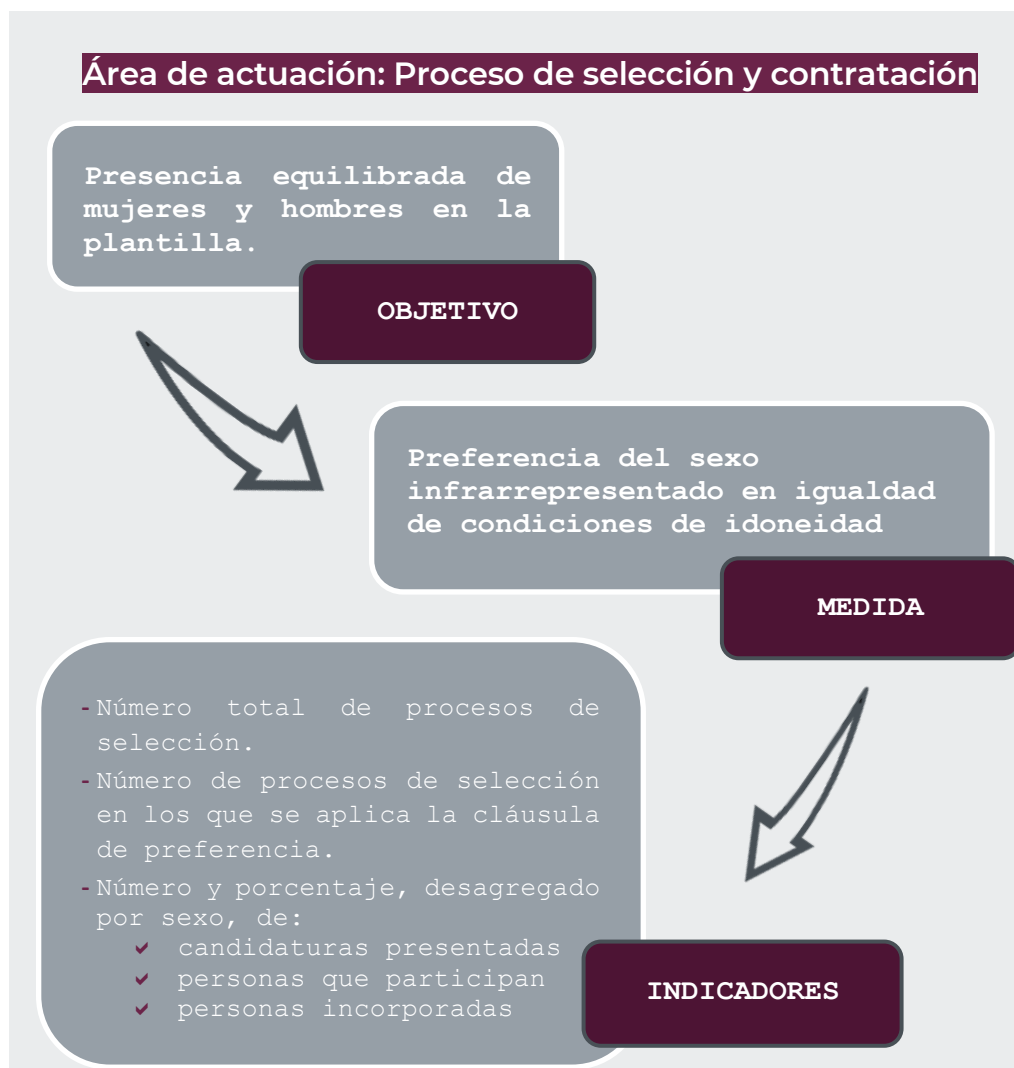 Área de actuación: Proceso de selección y contratación
Presencia equilibrada de
mujeres y hombres en la
plantilla.
OBJETIVO
Preferencia del sexo
infrarrepresentado en igualdad
de condiciones de idoneidad
MEDIDA
- Número total de procesos de
selección.
- Número de procesos de selección
en los que se aplica la cláusula
de preferencia.
- Número y porcentaje, desagregado
por sexo, de:
✓ candidaturas presentadas
✓ personas que participan
✓ personas incorporadas
INDICADORES